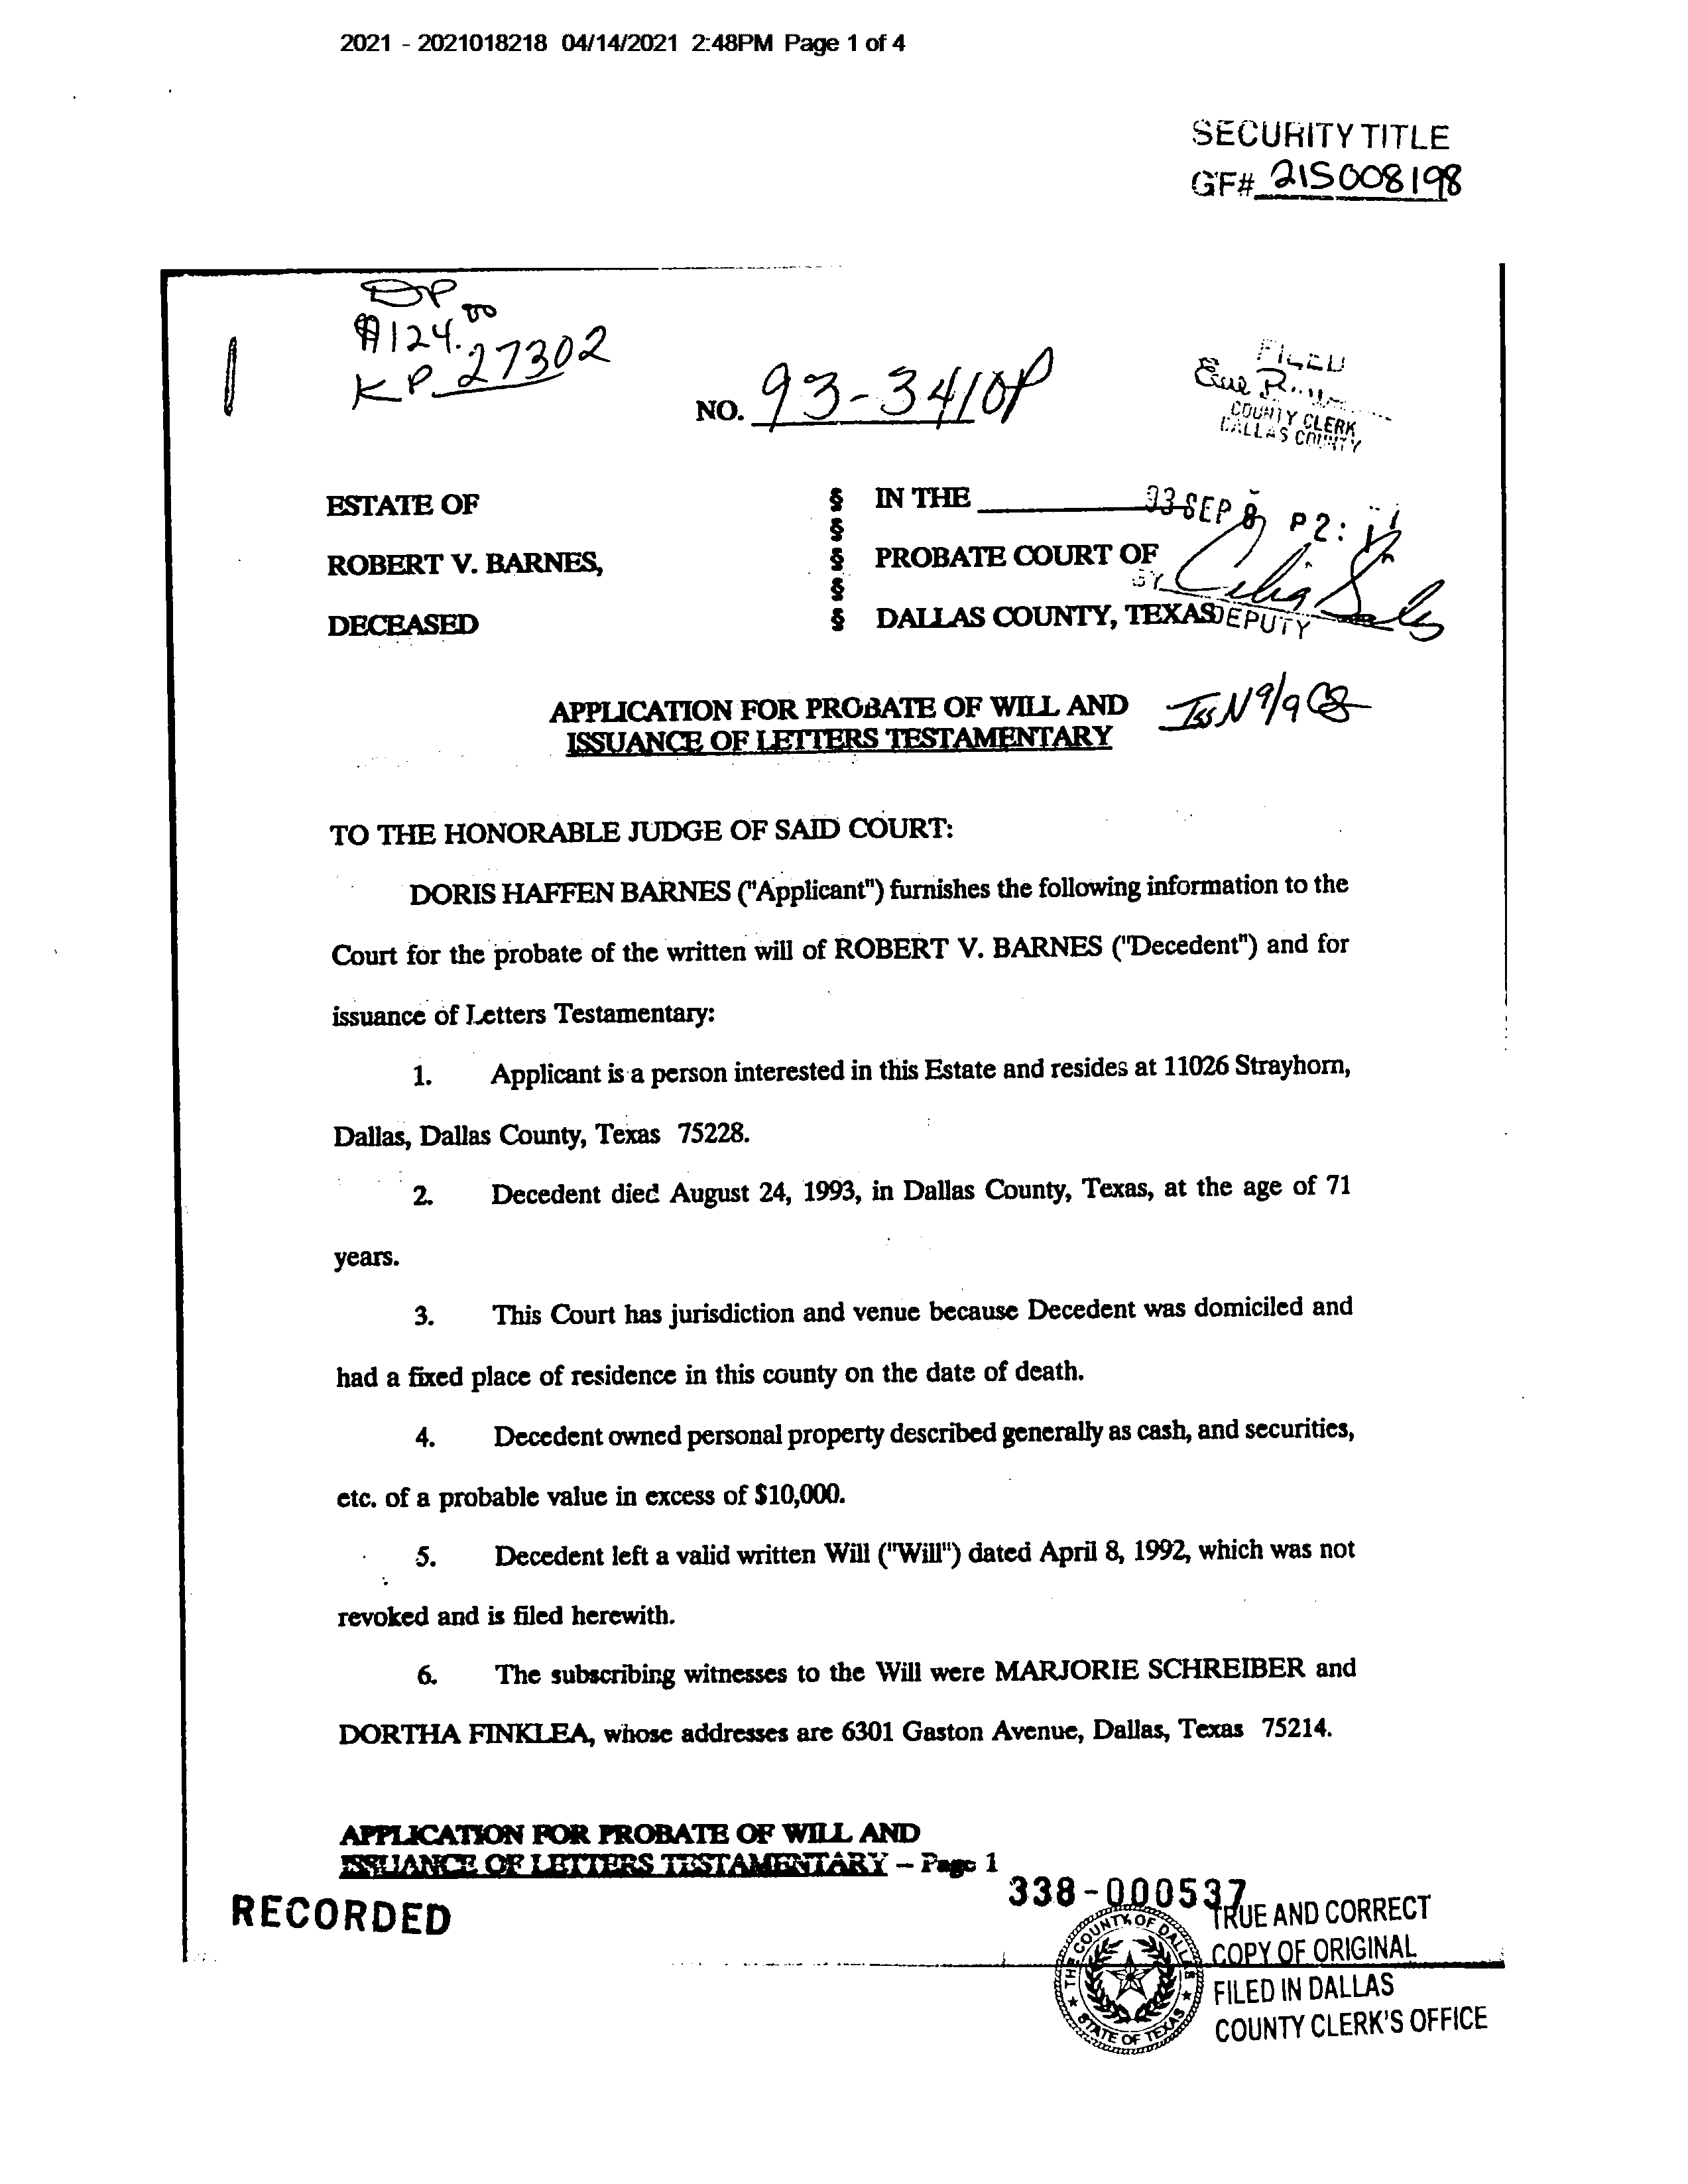 2021 - 2021018218 04/14/2021 2:48PM Page 1 of 4
SECURITY TITLE
GF# 21S008198
DP
$124.00
KP 27302
NO. 93-3410P
FILED
COUNTY CLERK
DALLAS COUNTY
ESTATE OF § IN THE
93 SEP 8 P2:
§
ROBERT V. BARNES, § PROBATE COURT OF
BY
§
DECEASED § DALLAS COUNTY, TEXAS
DEPUTY
APPLICATION FOR PROBATE OF WILL AND
ISSUANCE OF LETTERS TESTAMENTARY
Iss N 9/9 CS
TO THE HONORABLE JUDGE OF SAID COURT:
DORIS HAFFEN BARNES ("Applicant") furnishes the following information to the
Court for the probate of the written will of ROBERT V. BARNES ("Decedent") and for
issuance of Letters Testamentary:
1. Applicant is a person interested in this Estate and resides at 11026 Strayhorn,
Dallas, Dallas County, Texas 75228.
2. Decedent died August 24, 1993, in Dallas County, Texas, at the age of 71
years.
3. This Court has jurisdiction and venue because Decedent was domiciled and
had a fixed place of residence in this county on the date of death.
4. Decedent owned personal property described generally as cash, and securities,
etc. of a probable value in excess of $10,000.
5. Decedent left a valid written Will ("Will") dated April 8, 1992, which was not
revoked and is filed herewith.
6. The subscribing witnesses to the Will were MARJORIE SCHREIBER and
DORTHA FINKLEA, whose addresses are 6301 Gaston Avenue, Dallas, Texas 75214.
APPLICATION FOR PROBATE OF WILL AND
ISSUANCE OF LETTERS TESTAMENTARY – Page 1
338-000537
RECORDED
TRUE AND CORRECT
COPY OF ORIGINAL
FILED IN DALLAS
COUNTY CLERK'S OFFICE
THE COUNTY OF DALLAS
STATE OF TEXAS